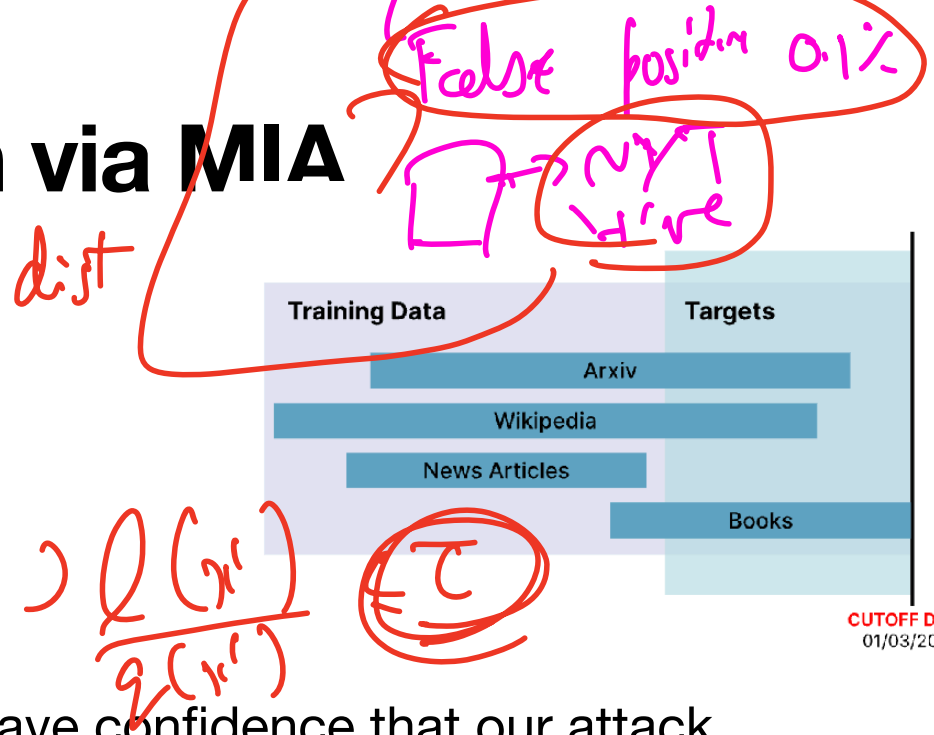 False positive 0.1%
via MIA
NYT
dist
Training Data
Targets
Arxiv
Wikipedia
News Articles
Books
l(x')
q(x')
≤ τ
CUTOFF D
01/03/20
ave confidence that our attack